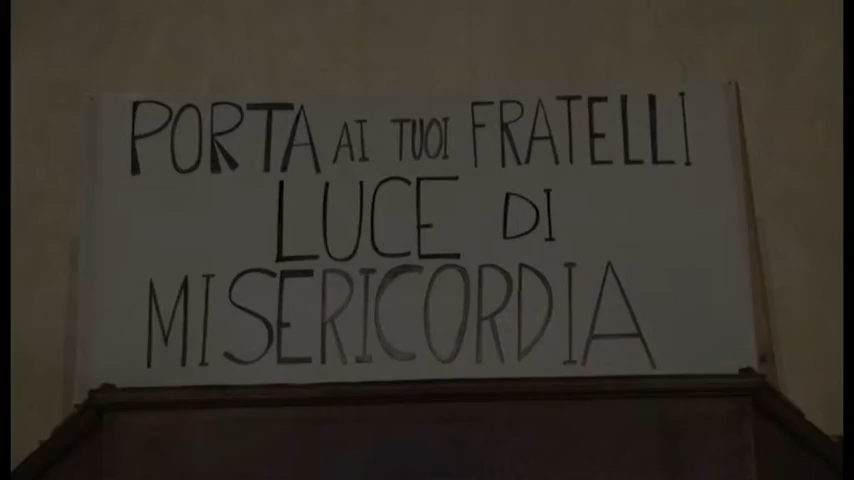 PORTA AI TUOI FRATELLI
LUCE DI
MISERICORDIA